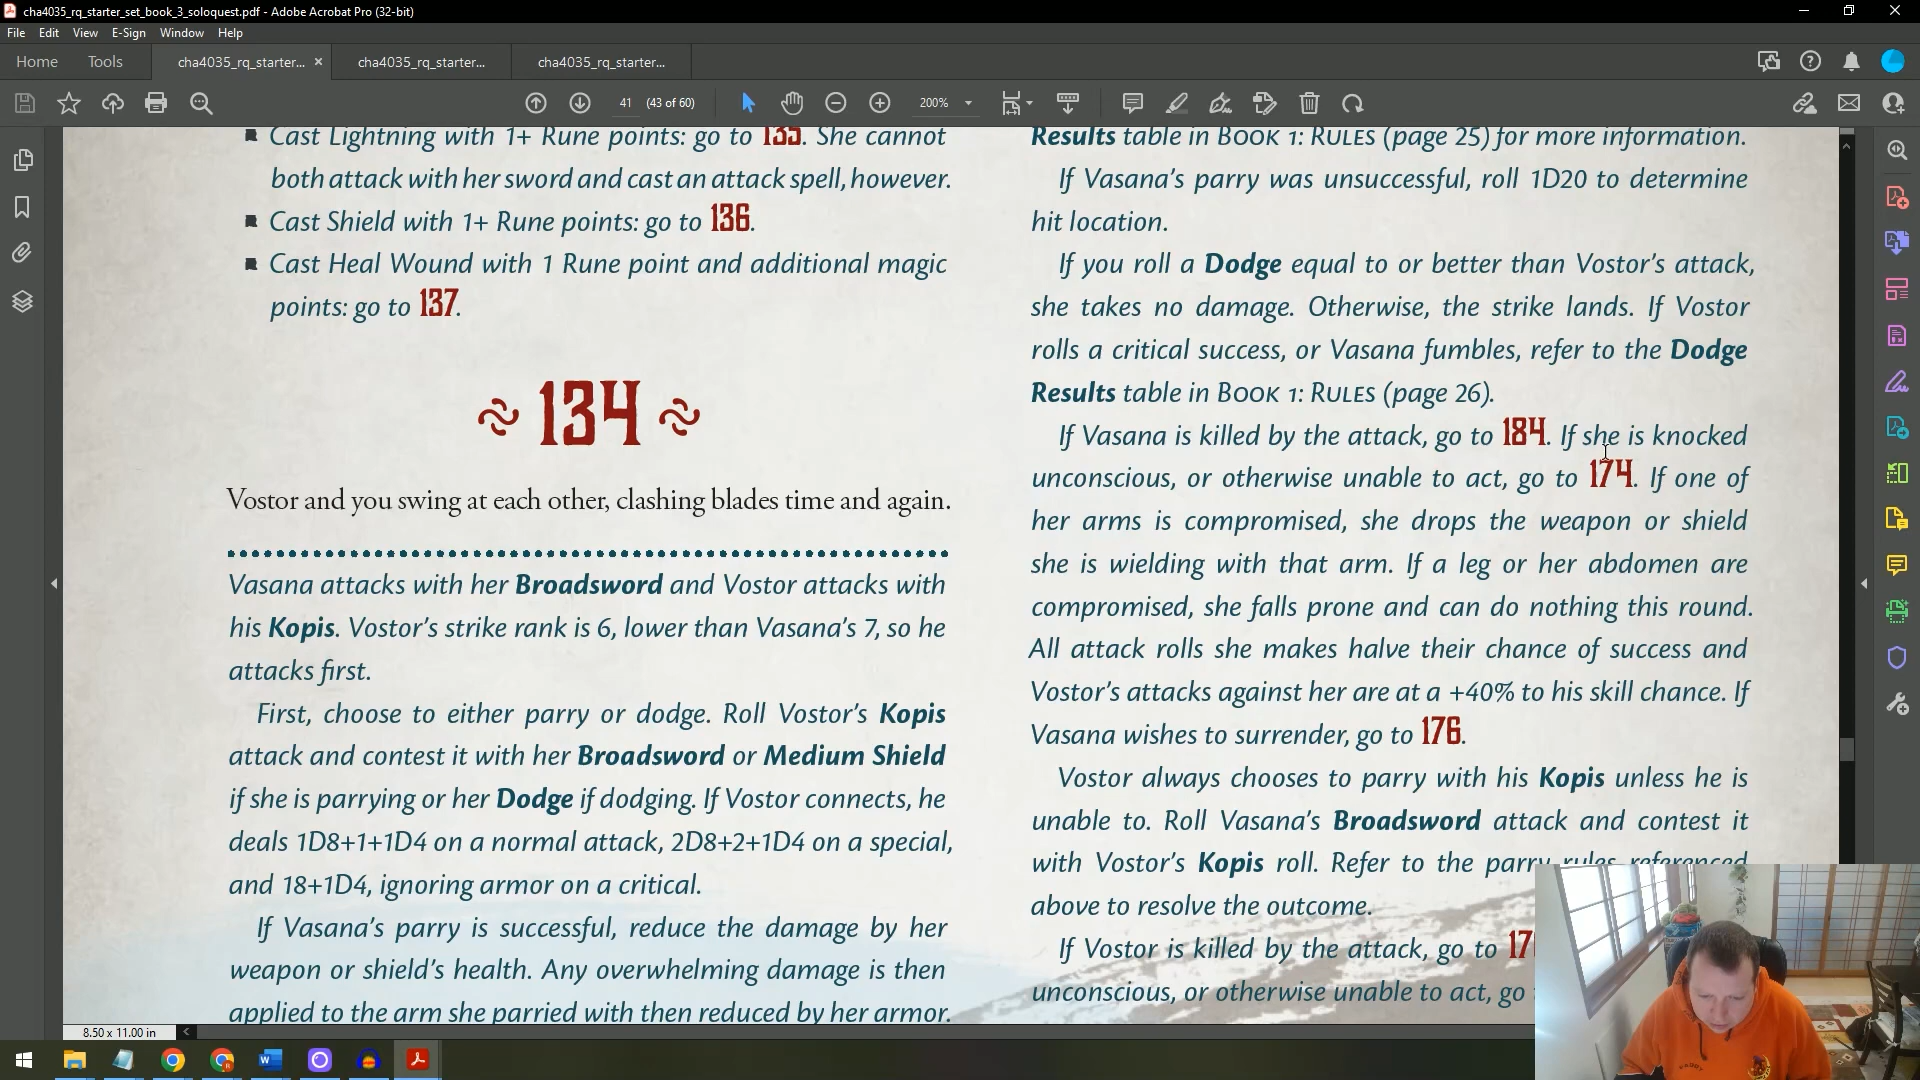 cha4035_rq_starter_set_book_3_soloquest.pdf - Adobe Acrobat Pro (32-bit)
File Edit View E-Sign Window Help
Home Tools cha4035_rq_starter... × cha4035_rq_starter... cha4035_rq_starter...
41 (43 of 60) 200%
Cast Lightning with 1+ Rune points: go to 135. She cannot
both attack with her sword and cast an attack spell, however.
Cast Shield with 1+ Rune points: go to 136.
Cast Heal Wound with 1 Rune point and additional magic
points: go to 137.
134
Vostor and you swing at each other, clashing blades time and again.
Vasana attacks with her Broadsword and Vostor attacks with
his Kopis. Vostor's strike rank is 6, lower than Vasana's 7, so he
attacks first.
First, choose to either parry or dodge. Roll Vostor's Kopis
attack and contest it with her Broadsword or Medium Shield
if she is parrying or her Dodge if dodging. If Vostor connects, he
deals 1D8+1+1D4 on a normal attack, 2D8+2+1D4 on a special,
and 18+1D4, ignoring armor on a critical.
If Vasana's parry is successful, reduce the damage by her
weapon or shield's health. Any overwhelming damage is then
applied to the arm she parried with then reduced by her armor.
Results table in Book 1: Rules (page 25) for more information.
If Vasana's parry was unsuccessful, roll 1D20 to determine
hit location.
If you roll a Dodge equal to or better than Vostor's attack,
she takes no damage. Otherwise, the strike lands. If Vostor
rolls a critical success, or Vasana fumbles, refer to the Dodge
Results table in Book 1: Rules (page 26).
If Vasana is killed by the attack, go to 184. If she is knocked
unconscious, or otherwise unable to act, go to 174. If one of
her arms is compromised, she drops the weapon or shield
she is wielding with that arm. If a leg or her abdomen are
compromised, she falls prone and can do nothing this round.
All attack rolls she makes halve their chance of success and
Vostor's attacks against her are at a +40% to his skill chance. If
Vasana wishes to surrender, go to 176.
Vostor always chooses to parry with his Kopis unless he is
unable to. Roll Vasana's Broadsword attack and contest it
with Vostor's Kopis roll. Refer to the parry rules referenced
above to resolve the outcome.
If Vostor is killed by the attack, go to
unconscious, or otherwise unable to act, go
8.50 x 11.00 in